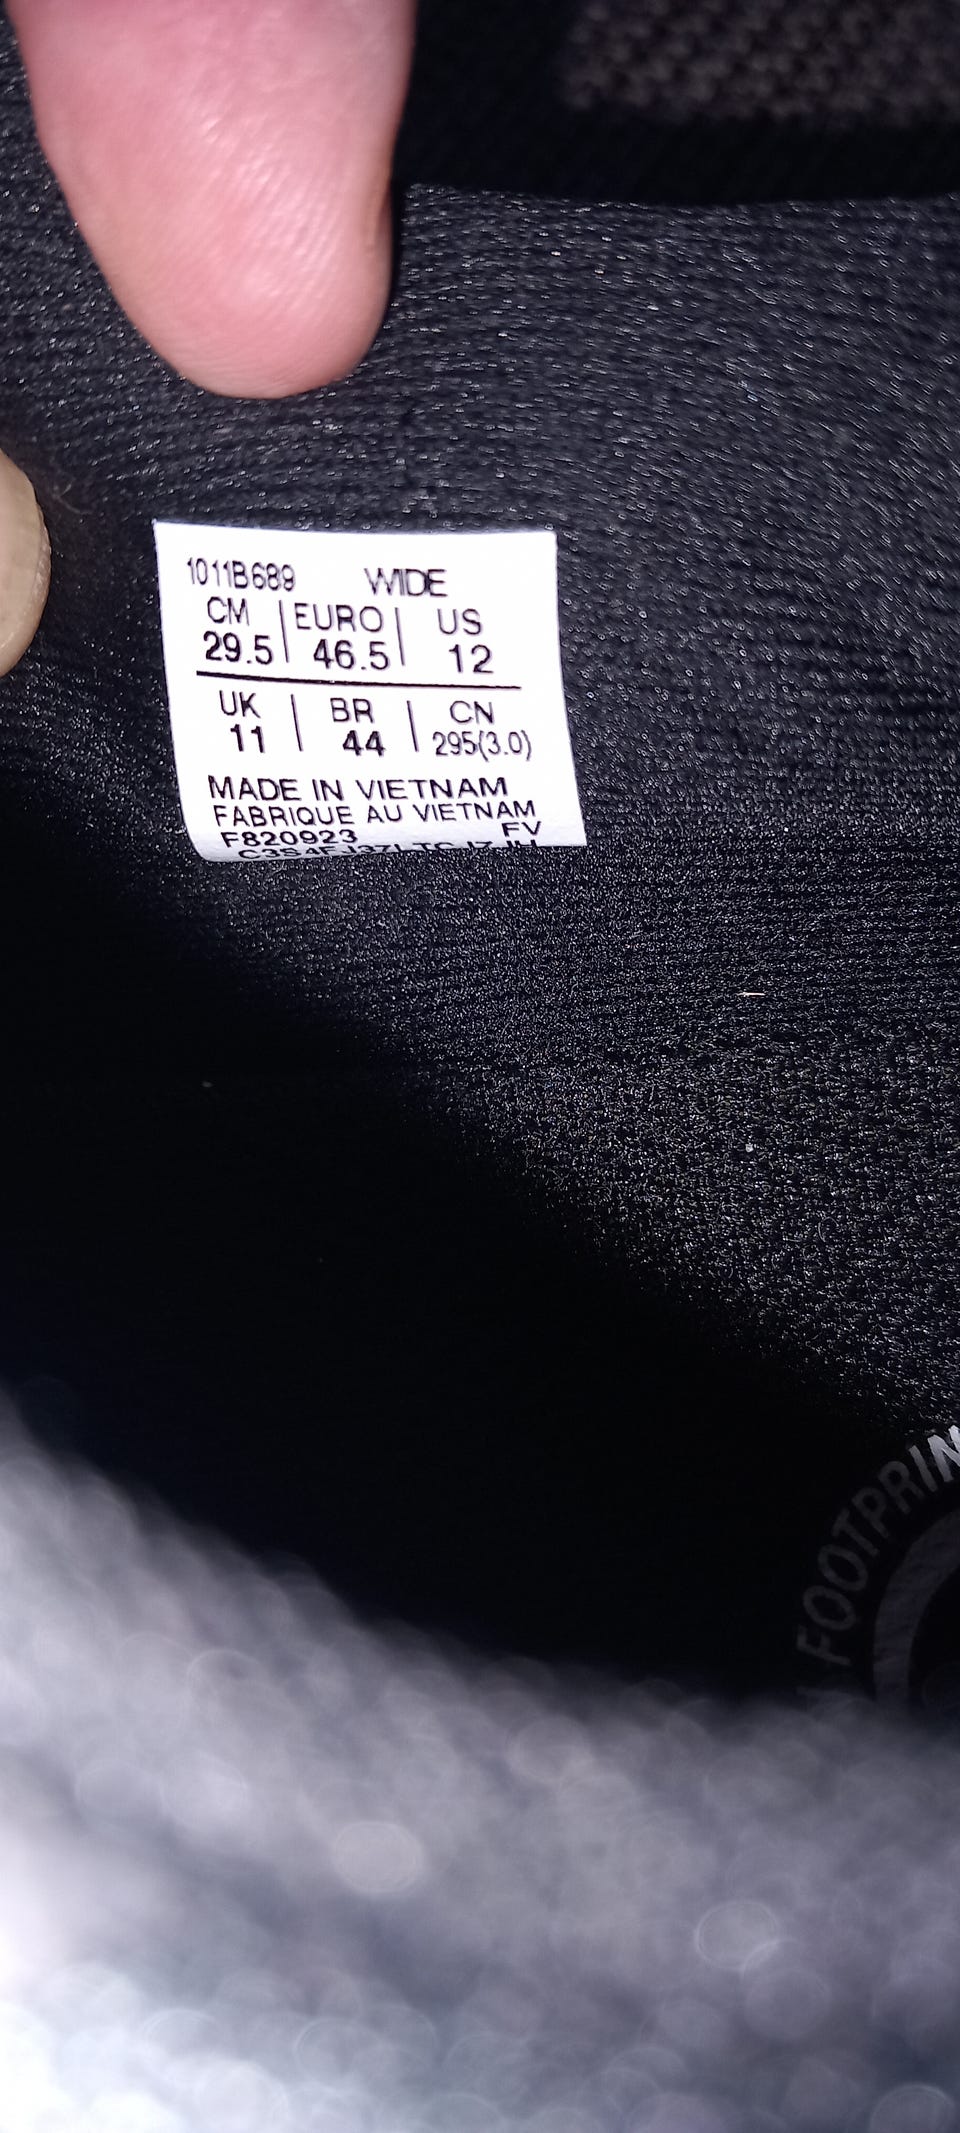 1011B689 WIDE
CM EURO US
29.5 46.5 12
UK BR CN
11 44 295(3.0)
MADE IN VIETNAM
FABRIQUE AU VIETNAM
F820923 FV
FOOTPRIN